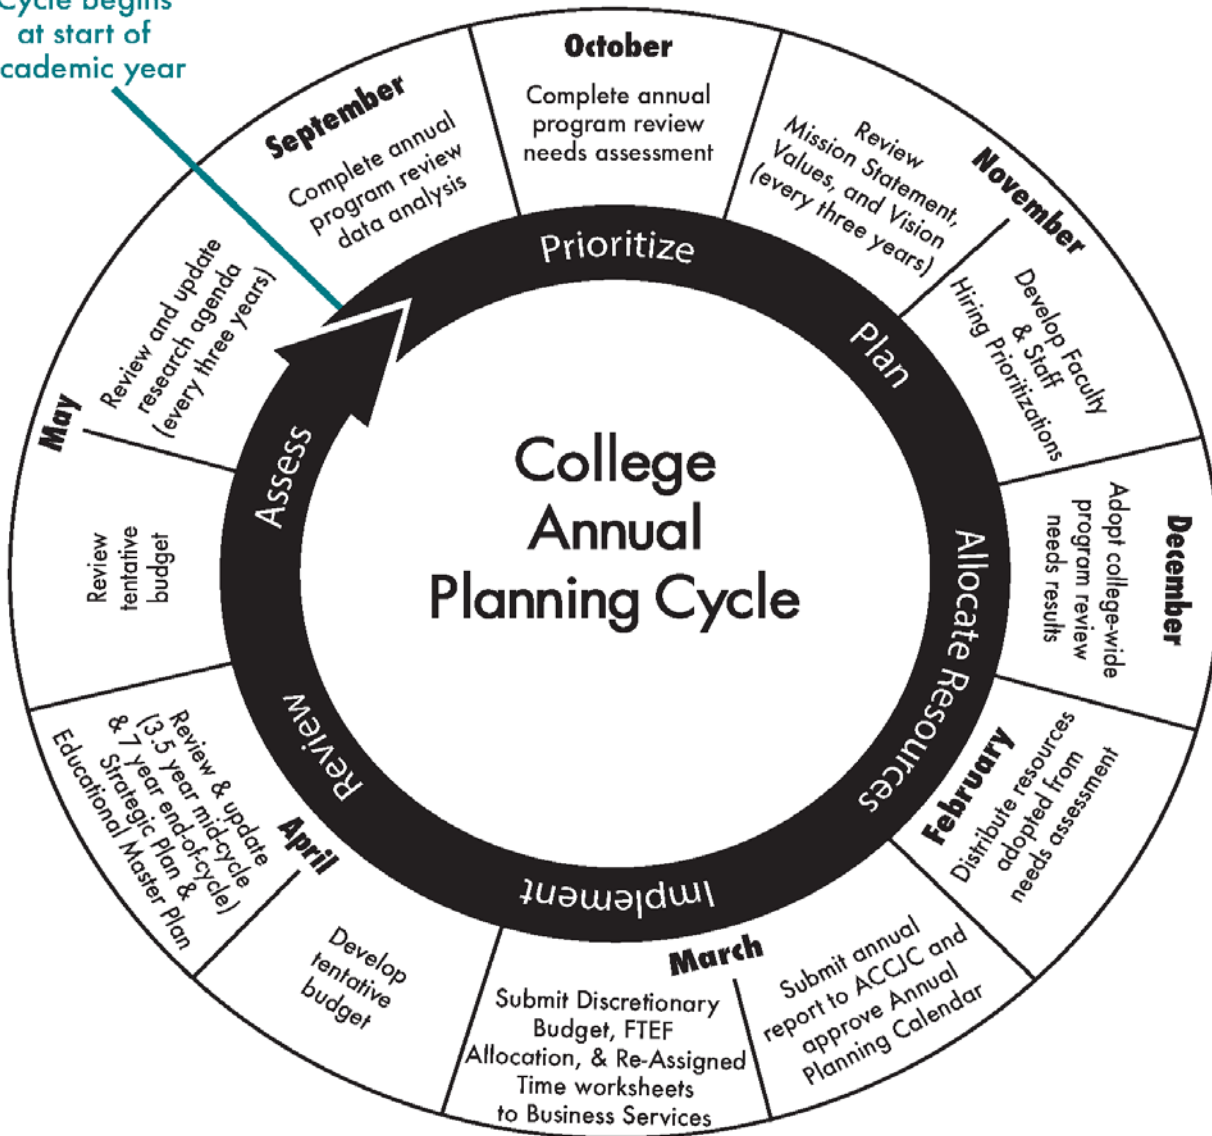 Cycle begins
at start of
academic year
September
Complete annual
program review
data analysis
October
Complete annual
program review
needs assessment
November
Review
Mission Statement,
Values, and Vision
(every three years)
Develop Faculty
& Staff
Hiring Prioritizations
December
Adopt college-wide
program review
needs results
February
Distribute resources
adopted from
needs assessment
March
Submit annual
report to ACCJC and
approve Annual
Planning Calendar
Submit Discretionary
Budget, FTEF
Allocation, & Re-Assigned
Time worksheets
to Business Services
April
Develop
tentative
budget
Review & update
(3.5 year mid-cycle
& 7 year end-of-cycle)
Strategic Plan &
Educational Master Plan
May
Review
tentative
budget
Review and update
research agenda
(every three years)
Prioritize
Plan
Allocate Resources
Implement
Review
Assess
College
Annual
Planning Cycle